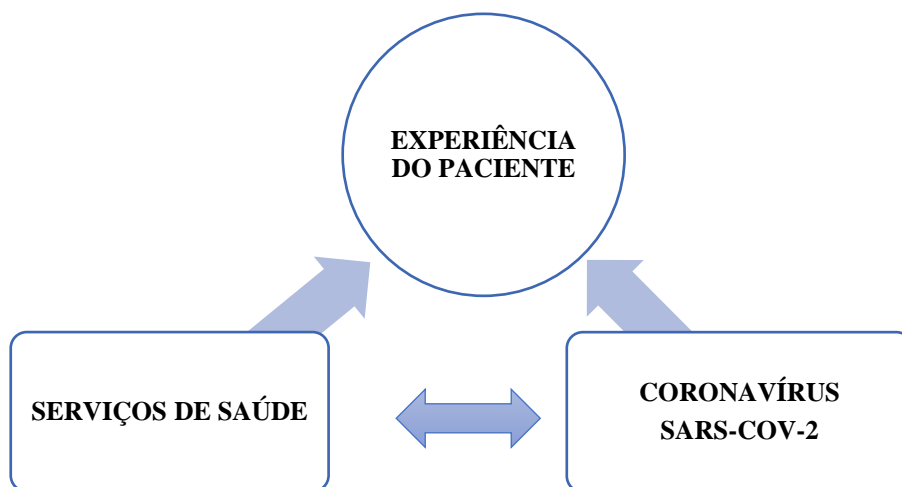 EXPERIÊNCIA
DO PACIENTE
SERVIÇOS DE SAÚDE
CORONAVÍRUS
SARS-COV-2